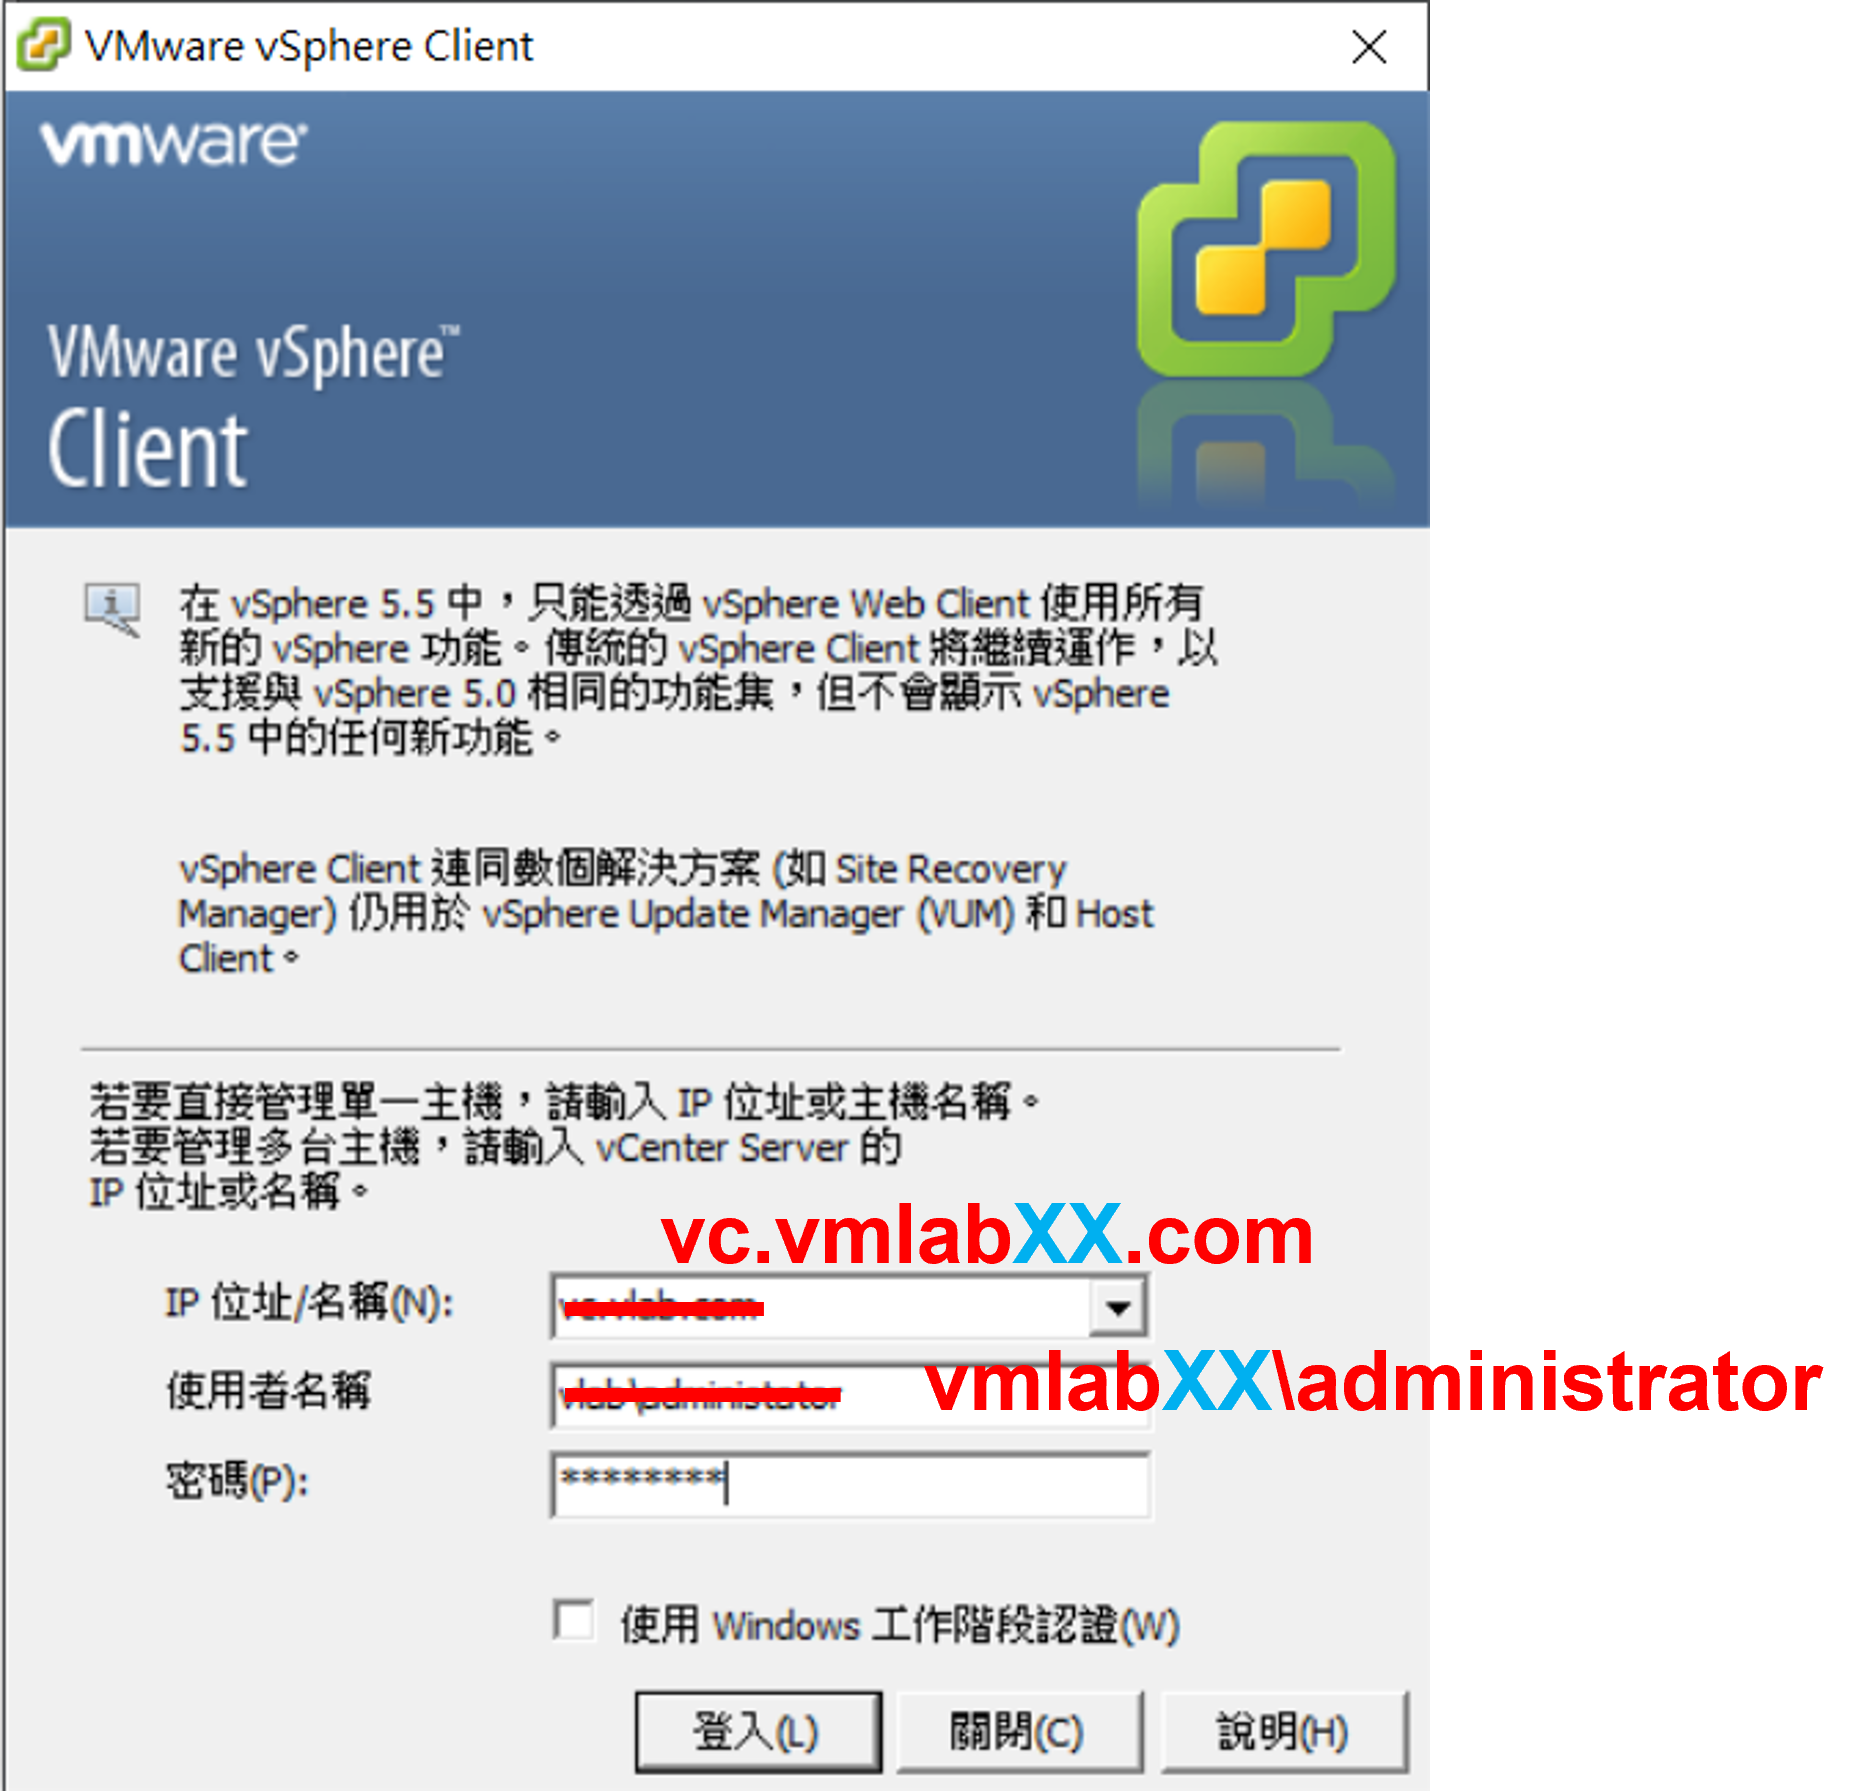 VMware vSphere Client
vmware
VMware vSphere™
Client
在 vSphere 5.5 中，只能透過 vSphere Web Client 使用所有
新的 vSphere 功能。傳統的 vSphere Client 將繼續運作，以
支援與 vSphere 5.0 相同的功能集，但不會顯示 vSphere
5.5 中的任何新功能。
vSphere Client 連同數個解決方案 (如 Site Recovery
Manager) 仍用於 vSphere Update Manager (VUM) 和 Host
Client。
若要直接管理單一主機，請輸入 IP 位址或主機名稱。
若要管理多台主機，請輸入 vCenter Server 的
IP 位址或名稱。
vc.vmlabXX.com
IP 位址/名稱(N):
vc.vlab.com
使用者名稱
vlab\administator
vmlabXX\administrator
密碼(P):
********
使用 Windows 工作階段認證(W)
登入(L)
關閉(C)
說明(H)